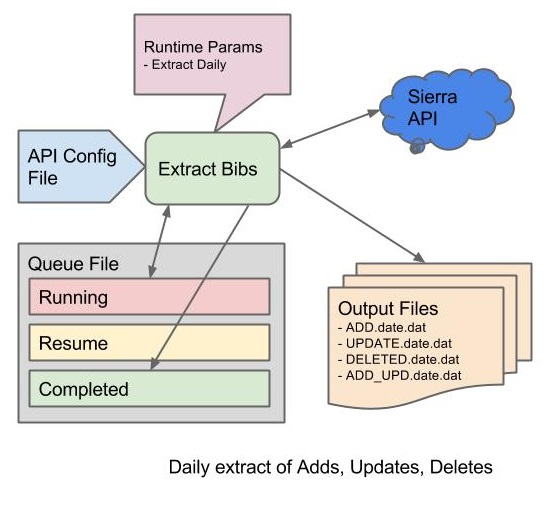 Runtime Params
- Extract Daily
Sierra
API
API Config
File
Extract Bibs
Queue File
Running
Resume
Completed
Output Files
- ADD.date.dat
- UPDATE.date.dat
- DELETED.date.dat
- ADD_UPD.date.dat
Daily extract of Adds, Updates, Deletes